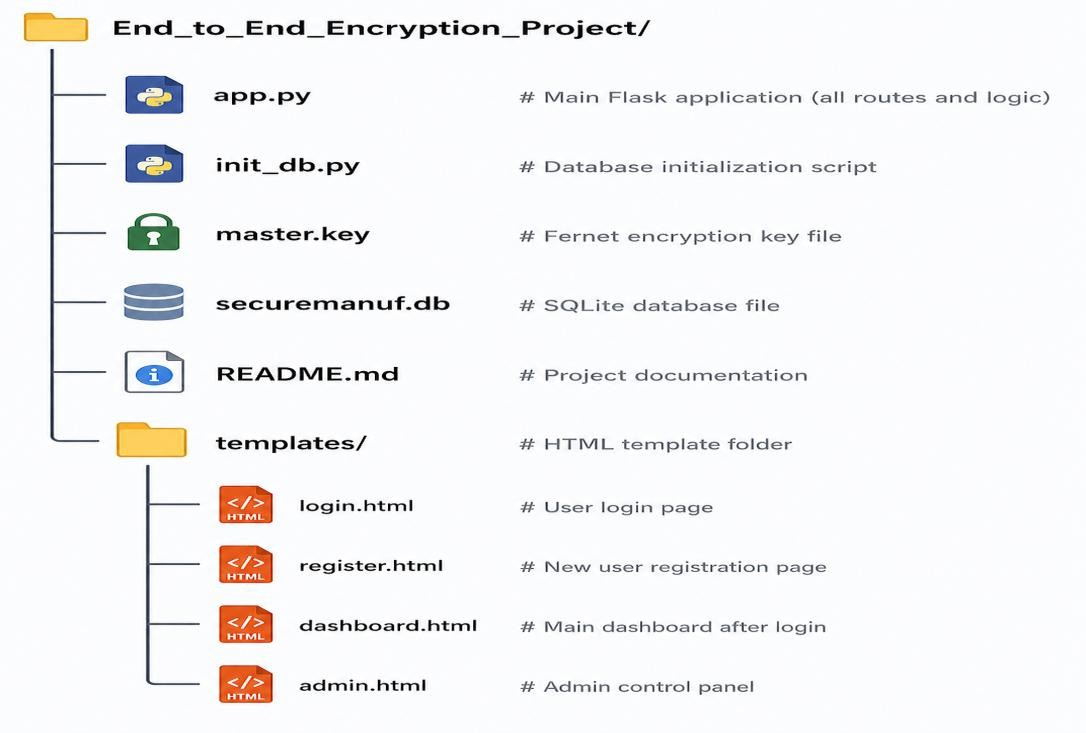 End_to_End_Encryption_Project/
app.py # Main Flask application (all routes and logic)
init_db.py # Database initialization script
master.key # Fernet encryption key file
securemanuf.db # SQLite database file
i README.md # Project documentation
templates/ # HTML template folder
</> HTML login.html # User login page
</> HTML register.html # New user registration page
</> HTML dashboard.html # Main dashboard after login
</> HTML admin.html # Admin control panel